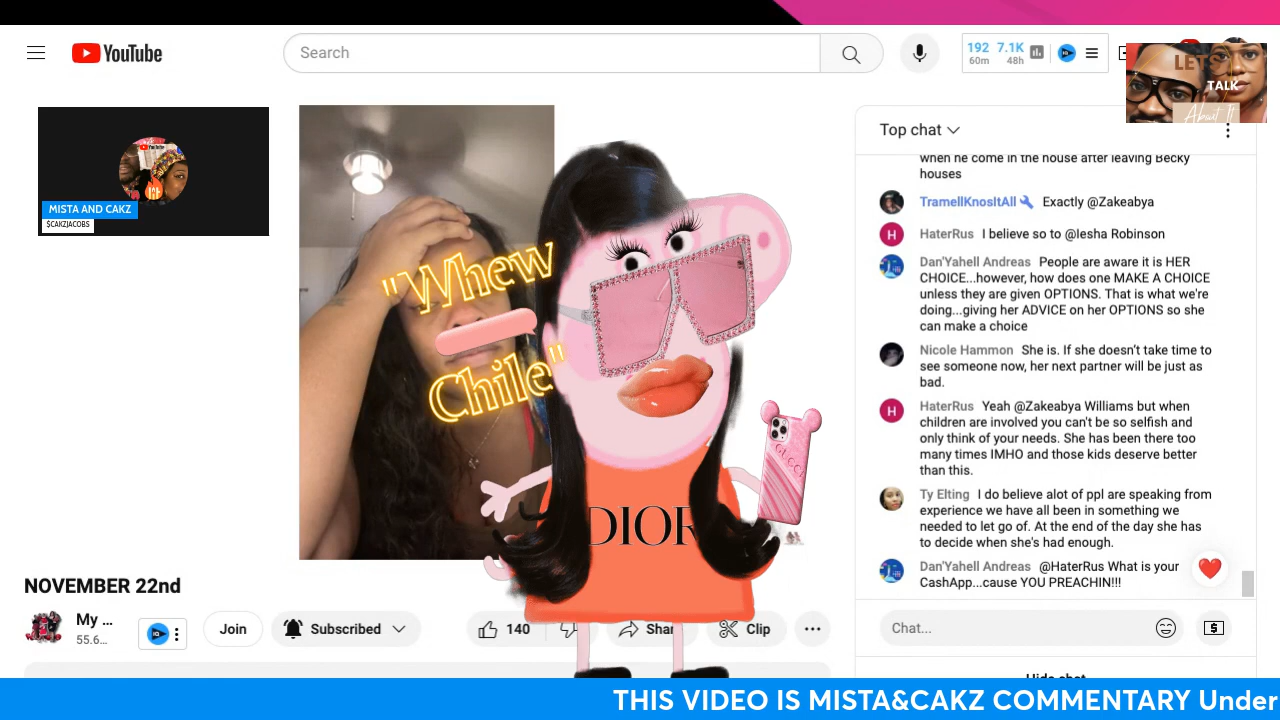 YouTube
Search
192 7.1K
60m 48h
LETS
TALK
About It
MISTA AND CAKZ
$CAKZJACOBS
"Whew
Chile"
GUCCI
DIOR
Top chat
when he come in the house after leaving Becky
houses
TramellKnosItAll Exactly @Zakeabya
H HaterRus I believe so to @Iesha Robinson
Dan'Yahell Andreas People are aware it is HER
CHOICE...however, how does one MAKE A CHOICE
unless they are given OPTIONS. That is what we're
doing...giving her ADVICE on her OPTIONS so she
can make a choice
Nicole Hammon She is. If she doesn't take time to
see someone now, her next partner will be just as
bad.
H HaterRus Yeah @Zakeabya Williams but when
children are involved you can't be so selfish and
only think of your needs. She has been there too
many times IMHO and those kids deserve better
than this.
Ty Elting I do believe alot of ppl are speaking from
experience we have all been in something we
needed to let go of. At the end of the day she has
to decide when she's had enough.
Dan'Yahell Andreas @HaterRus What is your
CashApp...cause YOU PREACHIN!!!
Chat...
Hide chat
NOVEMBER 22nd
My ...
55.6...
Join
Subscribed
140
Shar
Clip
THIS VIDEO IS MISTA&CAKZ COMMENTARY Under